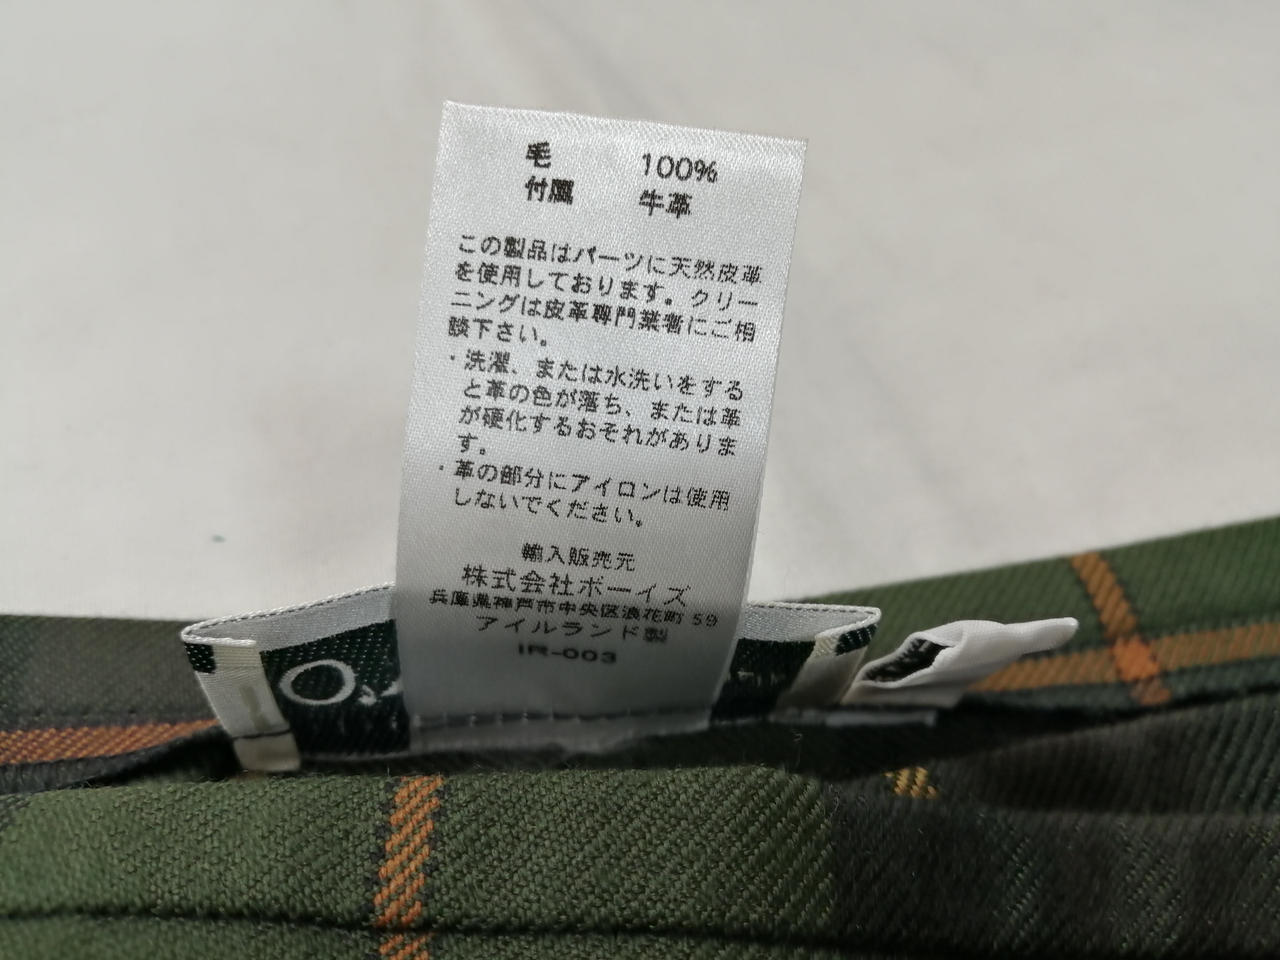 毛 100%
付属 牛革
この製品はパーツに天然皮革
を使用しております。クリー
ニングは皮革専門業者にご相
談下さい。
・洗濯、または水洗いをする
と革の色が落ち、または革
が硬化するおそれがありま
す。
・革の部分にアイロンは使用
しないでください。
輸入販売元
株式会社ボーイズ
兵庫県神戸市中央区浪花町 59
アイルランド製
IR-003